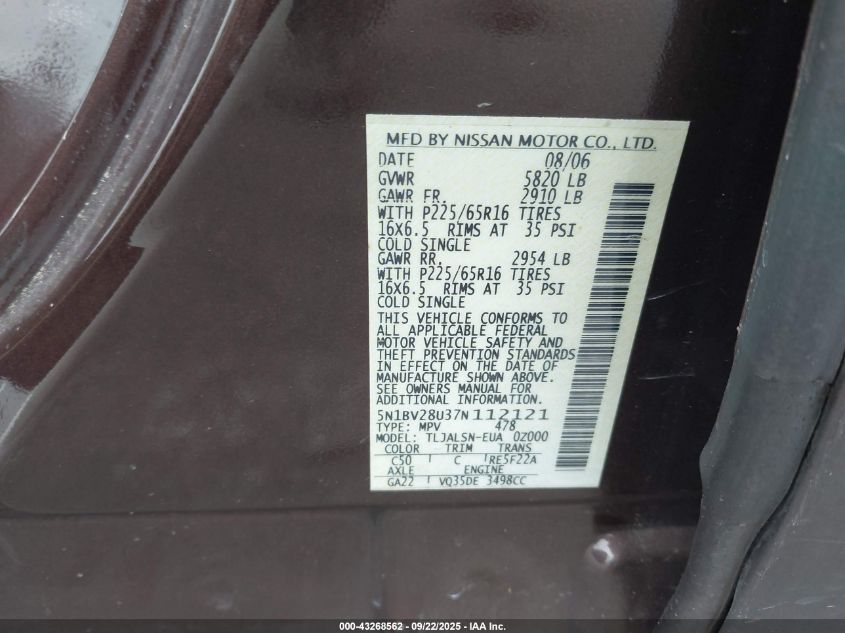 MFD BY NISSAN MOTOR CO., LTD.
DATE 08/06
GVWR 5820 LB
GAWR FR. 2910 LB
WITH P225/65R16 TIRES
16X6.5 RIMS AT 35 PSI
COLD SINGLE
GAWR RR. 2954 LB
WITH P225/65R16 TIRES
16X6.5 RIMS AT 35 PSI
COLD SINGLE
THIS VEHICLE CONFORMS TO
ALL APPLICABLE FEDERAL
MOTOR VEHICLE SAFETY AND
THEFT PREVENTION STANDARDS
IN EFFECT ON THE DATE OF
MANUFACTURE SHOWN ABOVE.
SEE OWNERS MANUAL FOR
ADDITIONAL INFORMATION.
5N1BV28U37N112121
TYPE: MPV 478
MODEL: TLJALSN-EUA 0Z000
COLOR TRIM TRANS
C50 C RE5F22A
AXLE ENGINE
GA22 VQ35DE 3498CC
000-43268562 - 09/22/2025 - IAA Inc.